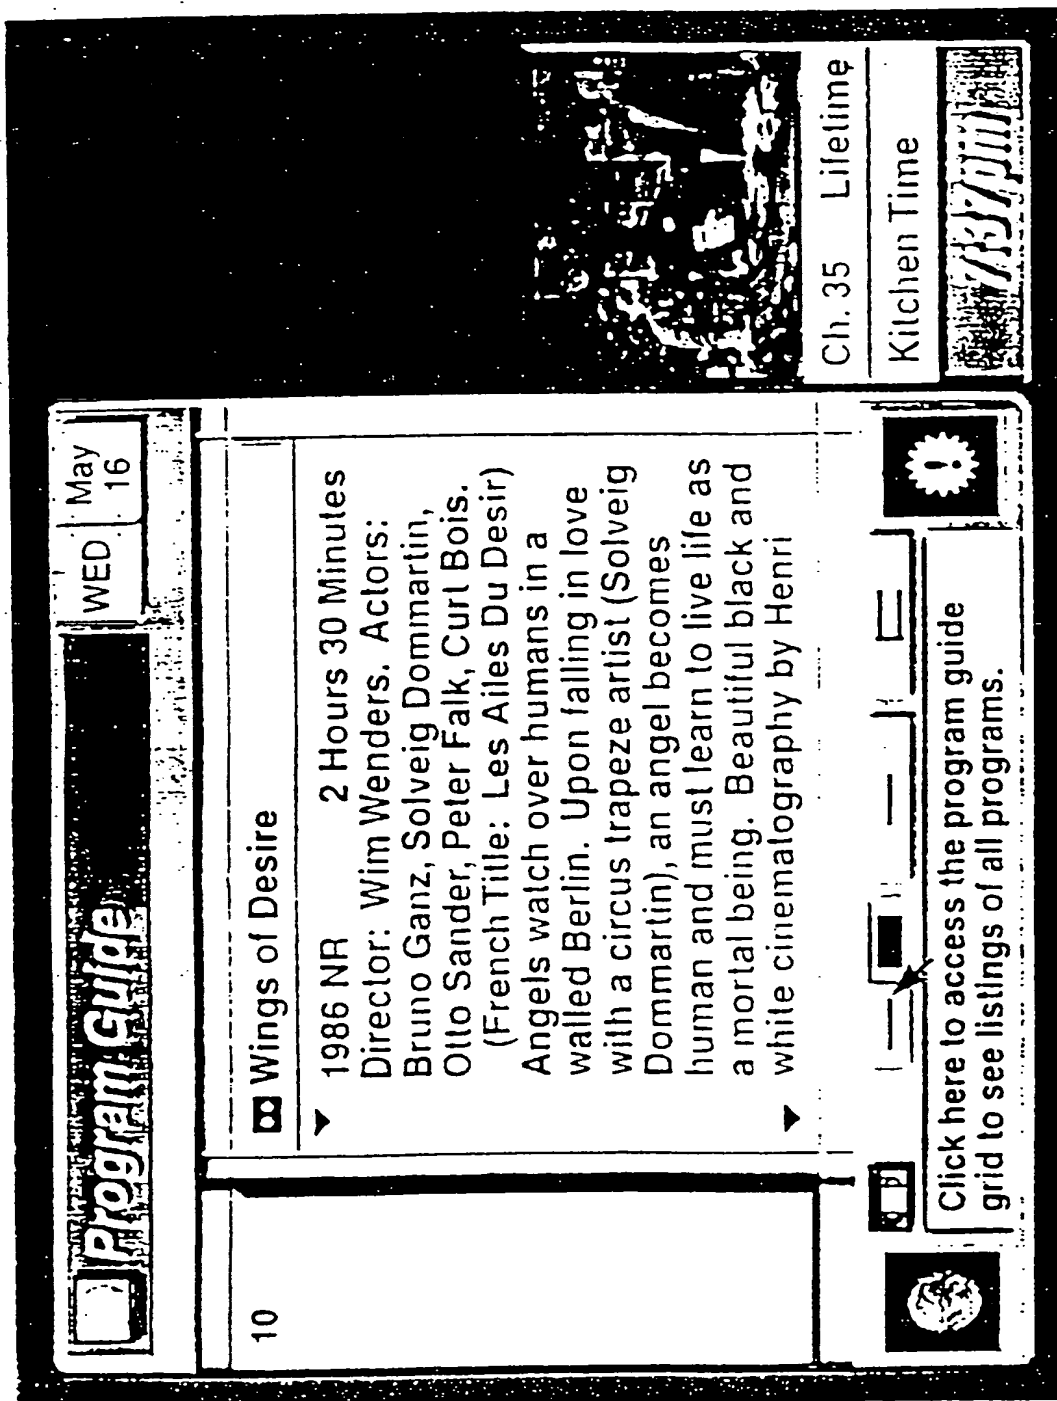 Program Guide
WED May
16
10
Wings of Desire
1986 NR 2 Hours 30 Minutes
Director: Wim Wenders. Actors:
Bruno Ganz, Solveig Dommartin,
Otto Sander, Peter Falk, Curt Bois.
(French Title: Les Ailes Du Desir)
Angels watch over humans in a
walled Berlin. Upon falling in love
with a circus trapeze artist (Solveig
Dommartin), an angel becomes
human and must learn to live life as
a mortal being. Beautiful black and
white cinematography by Henri
!
Click here to access the program guide
grid to see listings of all programs.
Ch. 35 Lifetime
Kitchen Time
7:37pm